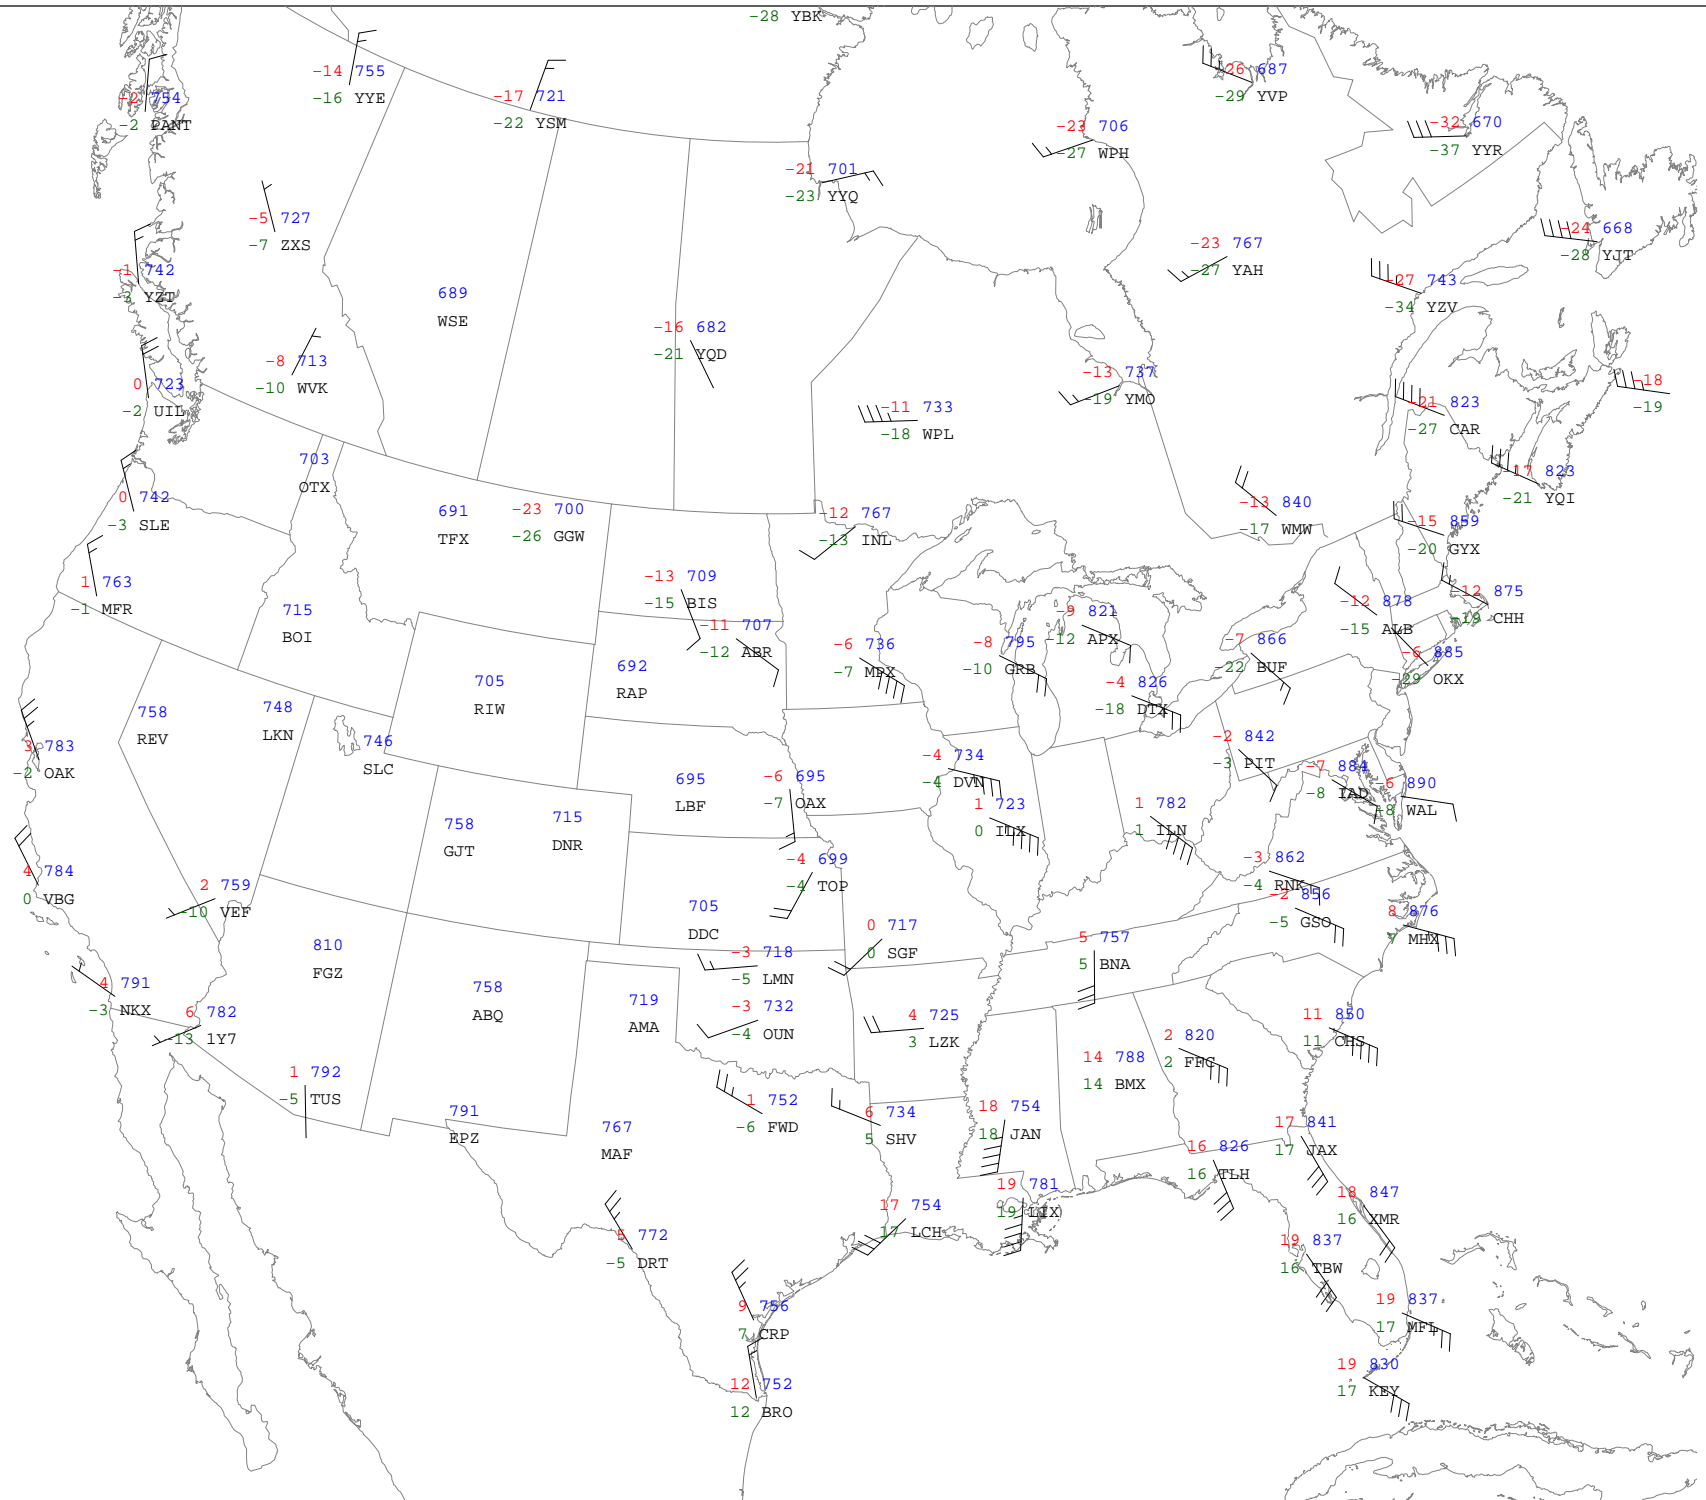 -28 YBK
-14 755
-16 YYE
-2 754
-2 PANT
-17 721
-22 YSM
-26 687
-29 YVP
-23 706
-27 WPH
-32 670
-37 YYR
-21 701
-23 YYQ
-5 727
-7 ZXS
-24 668
-28 YJT
-23 767
-27 YAH
-1 742
-3 YZT
-27 743
-34 YZV
689
WSE
-16 682
-21 YQD
-8 713
-10 WVK
0 723
-2 UIL
-13 737
-19 YMO
-18
-19
-11 733
-18 WPL
-21 823
-27 CAR
703
OTX
-17 823
-21 YQI
0 742
-3 SLE
691
TFX
-23 700
-26 GGW
-12 767
-13 INL
-13 840
-17 WMW
-15 859
-20 GYX
1 763
-1 MFR
-13 709
-15 BIS
-12 875
-19 CHH
715
BOI
-11 707
-12 ABR
-9 821
-12 APX
-12 878
-15 ALB
-6 736
-7 MPX
-8 795
-10 GRB
-7 866
-22 BUF
-6 885
-29 OKX
692
RAP
705
RIW
-4 826
-18 DTX
758
REV
748
LKN
746
SLC
3 783
-2 OAK
-4 734
-4 DVN
-2 842
-3 PIT
-7 884
-8 IAD
695
LBF
-6 695
-7 OAX
-6 890
-8 WAL
758
GJT
715
DNR
1 723
0 ILX
1 782
1 ILN
4 784
0 VBG
2 759
-10 VEF
-4 699
-4 TOP
-3 862
-4 RNK
-2 856
-5 GSO
705
DDC
0 717
0 SGF
8 876
7 MHX
810
FGZ
-3 718
-5 LMN
5 757
5 BNA
4 791
-3 NKX
758
ABQ
719
AMA
6 782
-13 1Y7
-3 732
-4 OUN
4 725
3 LZK
11 850
11 CHS
2 820
2 FFC
14 788
14 BMX
1 792
-5 TUS
791
EPZ
1 752
-6 FWD
6 734
5 SHV
18 754
18 JAN
767
MAF
17 841
17 JAX
16 826
16 TLH
19 781
19 LIX
17 754
17 LCH
18 847
16 XMR
5 772
-5 DRT
19 837
16 TBW
9 756
7 CRP
19 837
17 MFL
12 752
12 BRO
19 830
17 KEY